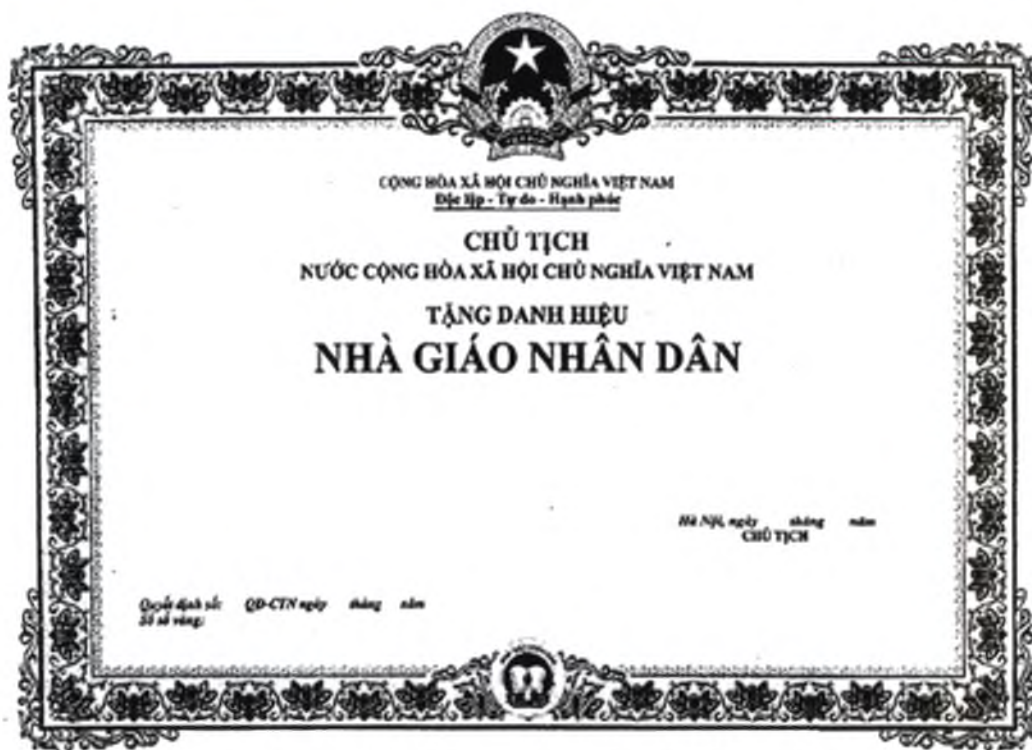 CỘNG HÒA XÃ HỘI CHỦ NGHĨA VIỆT NAM
Độc lập - Tự do - Hạnh phúc
CHỦ TỊCH
NƯỚC CỘNG HÒA XÃ HỘI CHỦ NGHĨA VIỆT NAM
TẶNG DANH HIỆU
NHÀ GIÁO NHÂN DÂN
Hà Nội, ngày tháng năm
CHỦ TỊCH
Quyết định số: QĐ-CTN ngày tháng năm
Số sổ vàng: